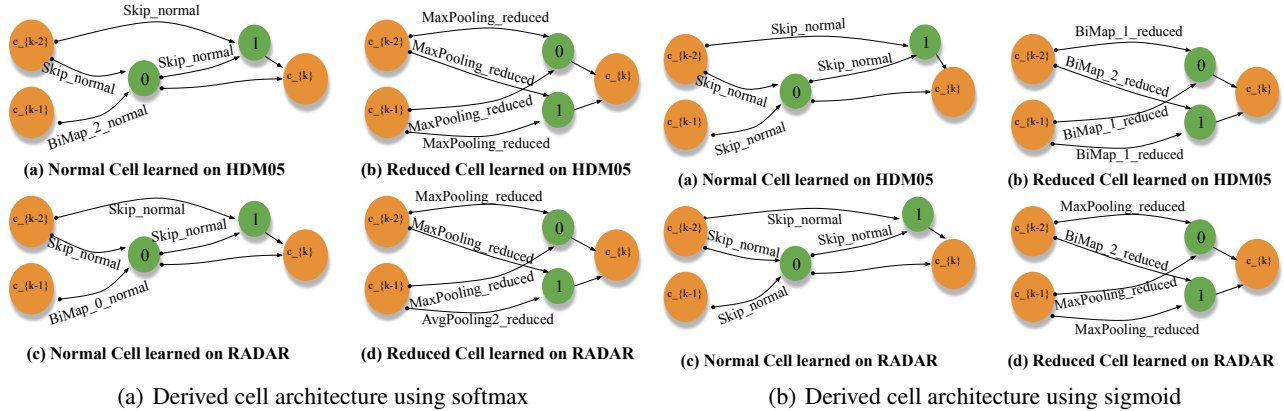 Skip_normal
c_{k-2}
1
Skip_normal
Skip_normal
0
c_{k}
c_{k-1}
BiMap_2_normal
(a) Normal Cell learned on HDM05
MaxPooling_reduced
c_{k-2}
0
MaxPooling_reduced
c_{k}
c_{k-1}
1
MaxPooling_reduced
MaxPooling_reduced
(b) Reduced Cell learned on HDM05
c_{k-2}
Skip_normal
1
Skip_normal
Skip_normal
0
c_{k}
c_{k-1}
BiMap_0_normal
(c) Normal Cell learned on RADAR
MaxPooling_reduced
c_{k-2}
0
MaxPooling_reduced
c_{k}
c_{k-1}
1
MaxPooling_reduced
AvgPooling2_reduced
(d) Reduced Cell learned on RADAR
(a) Derived cell architecture using softmax
Skip_normal
c_{k-2}
1
Skip_normal
Skip_normal
0
c_{k}
c_{k-1}
Skip_normal
(a) Normal Cell learned on HDM05
BiMap_1_reduced
c_{k-2}
0
BiMap_2_reduced
c_{k}
c_{k-1}
1
BiMap_1_reduced
BiMap_1_reduced
(b) Reduced Cell learned on HDM05
c_{k-2}
Skip_normal
1
Skip_normal
Skip_normal
0
c_{k}
c_{k-1}
Skip_normal
(c) Normal Cell learned on RADAR
MaxPooling_reduced
c_{k-2}
0
BiMap_2_reduced
c_{k}
c_{k-1}
1
MaxPooling_reduced
MaxPooling_reduced
(d) Reduced Cell learned on RADAR
(b) Derived cell architecture using sigmoid